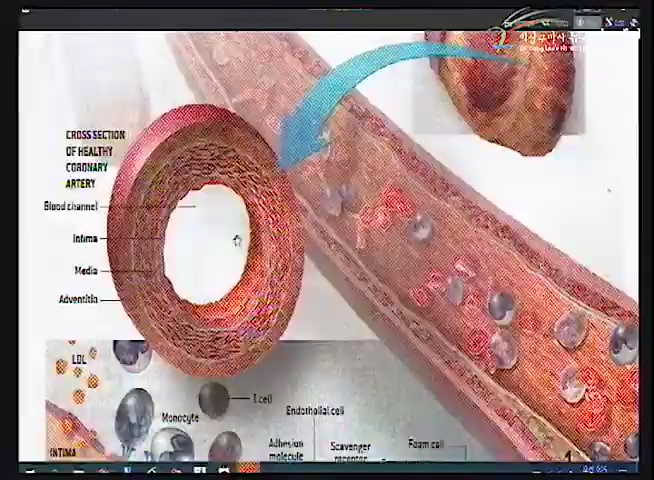 CROSS SECTION
OF HEALTHY
CORONARY
ARTERY
Blood channel
Intima
Media
Adventitia
LDL
T cell
Monocyte
Endothelial cell
INTIMA
Adhesion
molecule
Scavenger
receptor
Foam cell